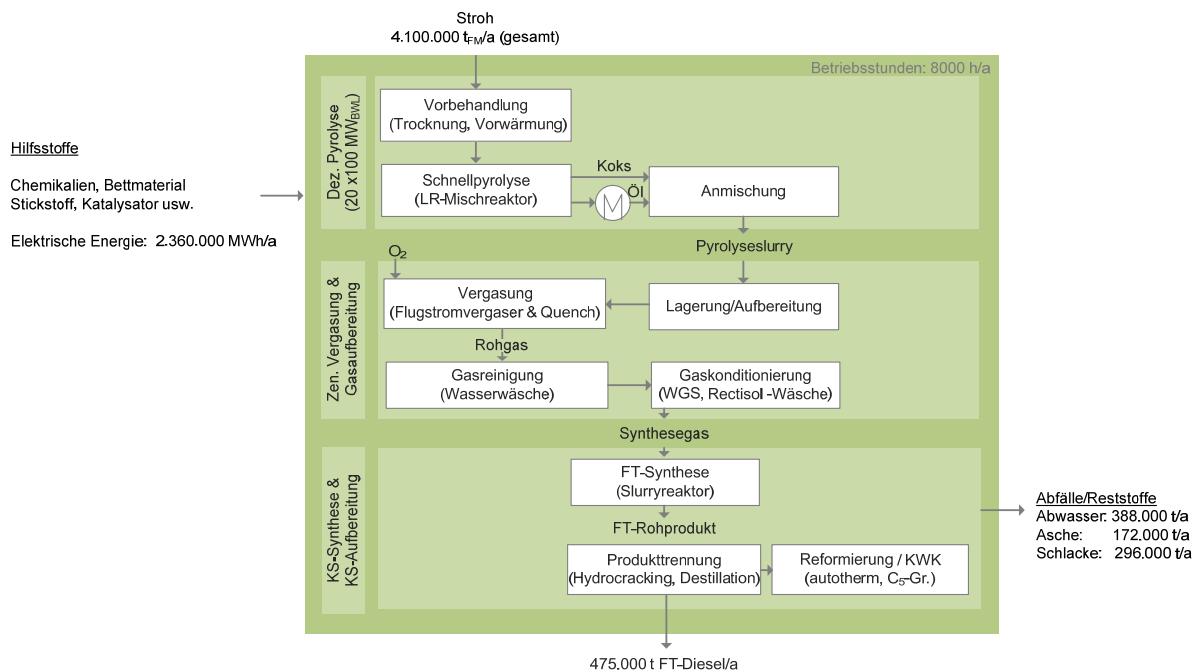 Stroh
4.100.000 t_FM/a (gesamt)
Betriebsstunden: 8000 h/a
Dez. Pyrolyse
(20 x100 MW_BWL)
Vorbehandlung
(Trocknung, Vorwärmung)
Hilfsstoffe
Chemikalien, Bettmaterial
Stickstoff, Katalysator usw.
Elektrische Energie: 2.360.000 MWh/a
Schnellpyrolyse
(LR-Mischreaktor)
Koks
Öl
Anmischung
Pyrolyseslurry
Zen. Vergasung &
Gasaufbereitung
O2
Vergasung
(Flugstromvergaser & Quench)
Lagerung/Aufbereitung
Rohgas
Gasreinigung
(Wasserwäsche)
Gaskonditionierung
(WGS, Rectisol -Wäsche)
Synthesegas
KS-Synthese &
KS-Aufbereitung
FT-Synthese
(Slurryreaktor)
FT-Rohprodukt
Produkttrennung
(Hydrocracking, Destillation)
Reformierung / KWK
(autotherm, C5-Gr.)
Abfälle/Reststoffe
Abwasser: 388.000 t/a
Asche: 172.000 t/a
Schlacke: 296.000 t/a
475.000 t FT-Diesel/a